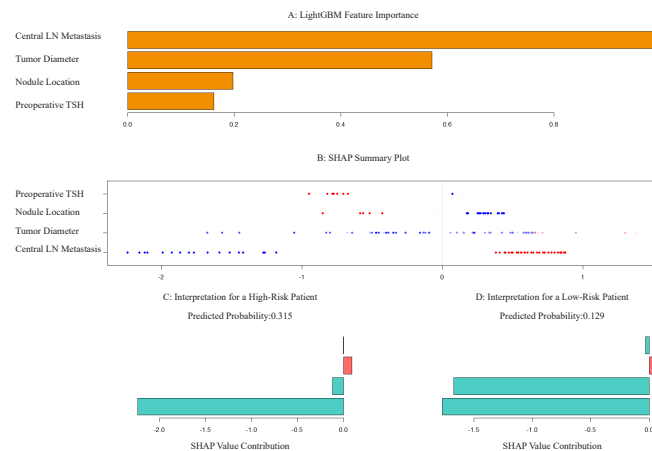 A: LightGBM Feature Importance
Central LN Metastasis
Tumor Diameter
Nodule Location
Preoperative TSH
0.0 0.2 0.4 0.6 0.8
B: SHAP Summary Plot
Preoperative TSH
Nodule Location
Tumor Diameter
Central LN Metastasis
-2 -1 0 1
C: Interpretation for a High-Risk Patient D: Interpretation for a Low-Risk Patient
Predicted Probability:0.315 Predicted Probability:0.129
-2.0 -1.5 -1.0 -0.5 0.0 -1.5 -1.0 -0.5 0.0
SHAP Value Contribution SHAP Value Contribution